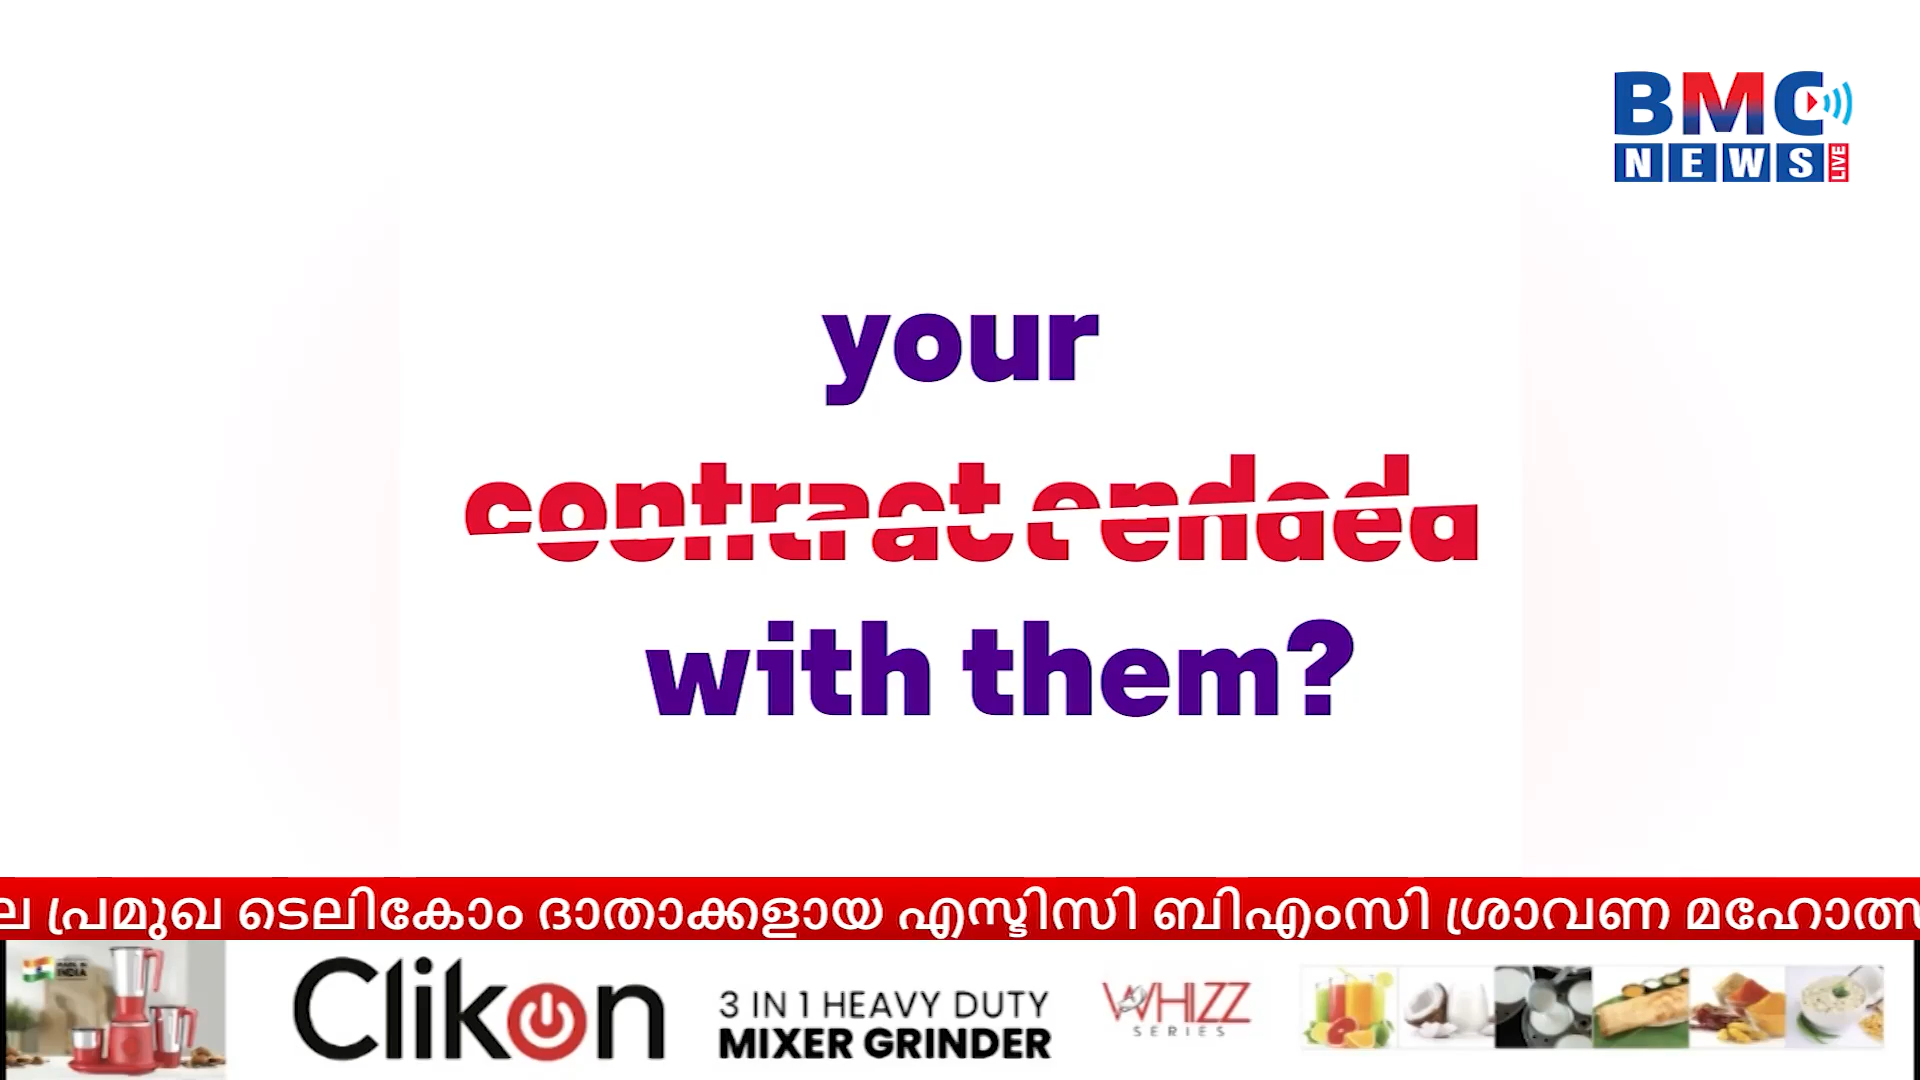 BMC
NEWS LIVE
your
contract ended
with them?
പ്രമുഖ ടെലികോം ദാതാക്കളായ എസ്ടിസി ബിഎംസി ശ്രാവണ
MADE IN
INDIA
Clikon
3 IN 1 HEAVY DUTY
MIXER GRINDER
WHIZZ
SERIES